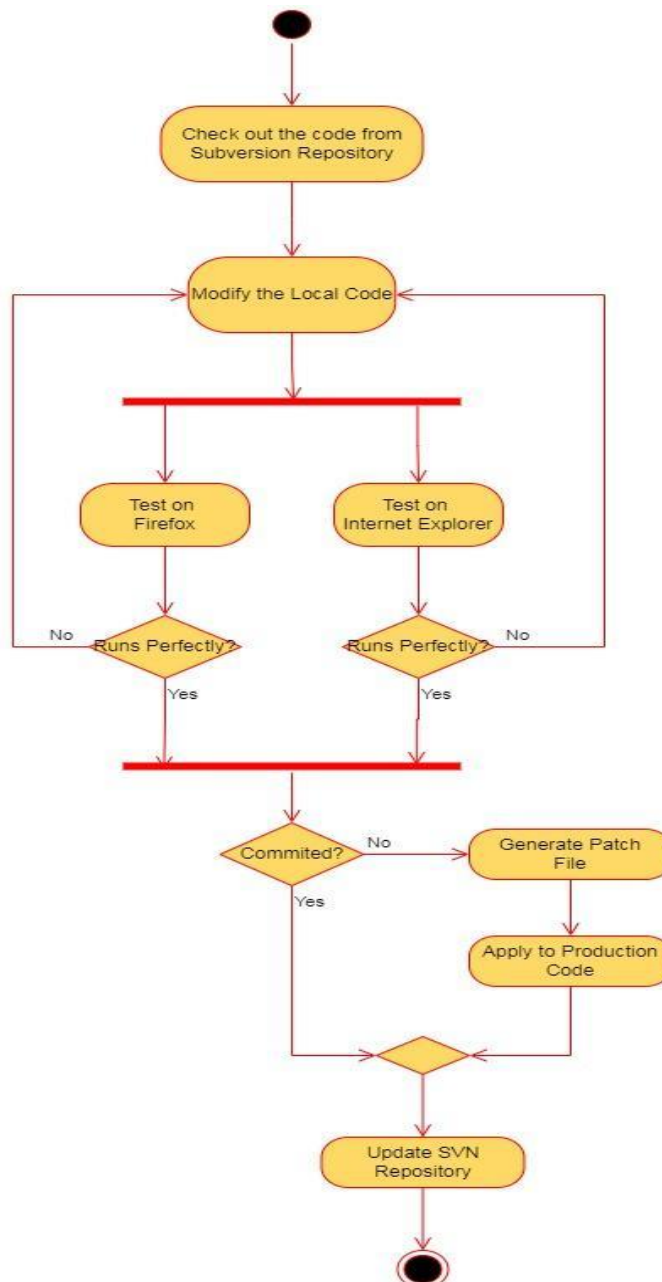 Check out the code from
Subversion Repository
Modify the Local Code
Test on
Firefox
Test on
Internet Explorer
No
Runs Perfectly?
Runs Perfectly?
No
Yes
Yes
Commited?
No
Generate Patch
File
Yes
Apply to Production
Code
Update SVN
Repository